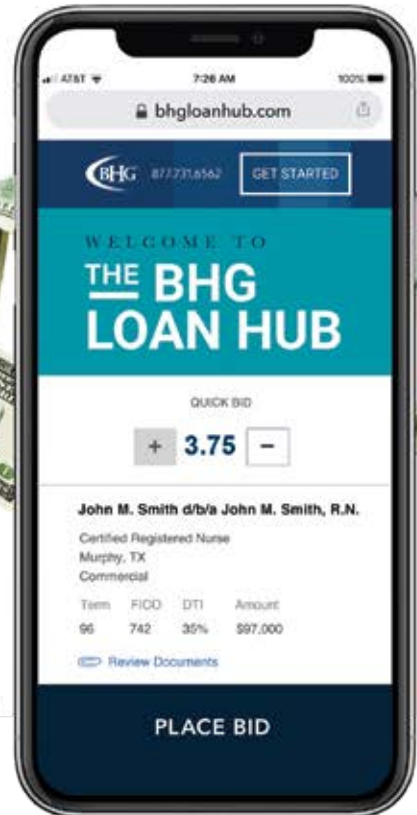 AT&T 7:26 AM 100%
bhgloanhub.com
BHG 877.731.6562 GET STARTED
WELCOME TO
THE BHG
LOAN HUB
QUICK BID
+ 3.75 −
John M. Smith d/b/a John M. Smith, R.N.
Certified Registered Nurse
Murphy, TX
Commercial
Term FICO DTI Amount
96 742 35% $97,000
Review Documents
PLACE BID